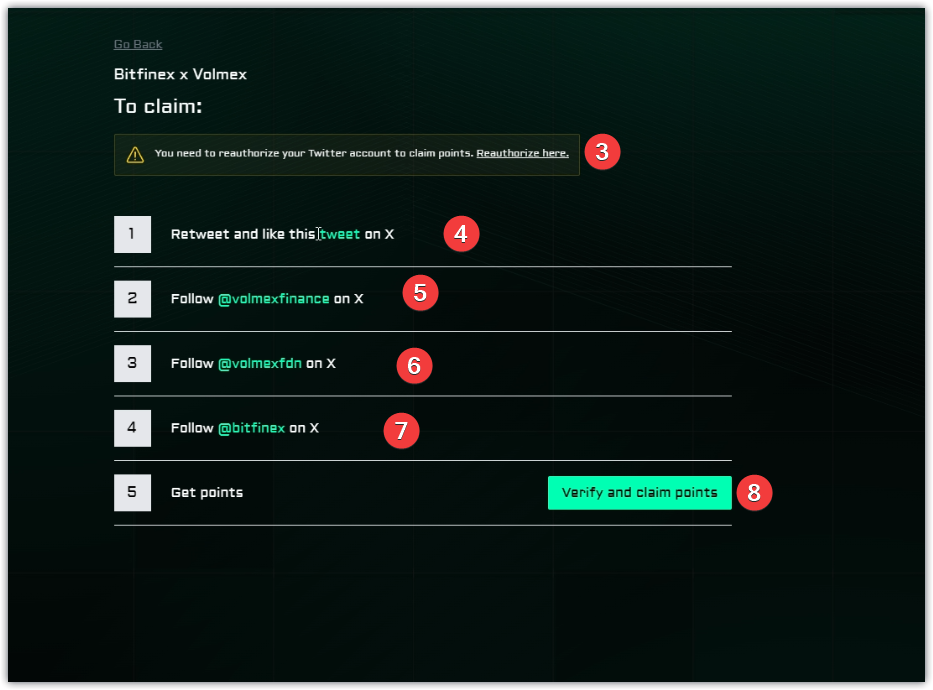 Go Back
Bitfinex x Volmex
To claim:
You need to reauthorize your Twitter account to claim points. Reauthorize here. 3
1 Retweet and like this tweet on X 4
2 Follow @volmexfinance on X 5
3 Follow @volmexfdn on X 6
4 Follow @bitfinex on X 7
5 Get points Verify and claim points 8